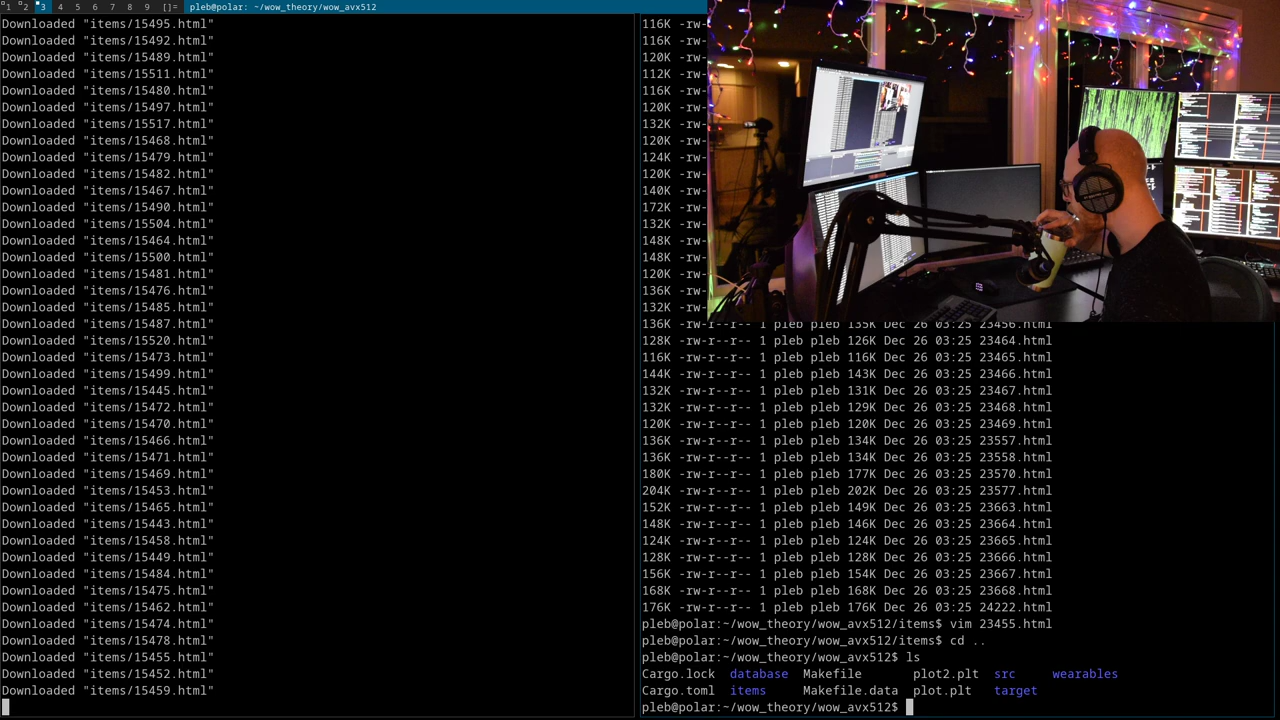 1 2 3 4 5 6 7 8 9 []= pleb@polar: ~/wow_theory/wow_avx512
Downloaded "items/15495.html"
Downloaded "items/15492.html"
Downloaded "items/15489.html"
Downloaded "items/15511.html"
Downloaded "items/15480.html"
Downloaded "items/15497.html"
Downloaded "items/15517.html"
Downloaded "items/15468.html"
Downloaded "items/15479.html"
Downloaded "items/15482.html"
Downloaded "items/15467.html"
Downloaded "items/15490.html"
Downloaded "items/15504.html"
Downloaded "items/15464.html"
Downloaded "items/15500.html"
Downloaded "items/15481.html"
Downloaded "items/15476.html"
Downloaded "items/15485.html"
Downloaded "items/15487.html"
Downloaded "items/15520.html"
Downloaded "items/15473.html"
Downloaded "items/15499.html"
Downloaded "items/15445.html"
Downloaded "items/15472.html"
Downloaded "items/15470.html"
Downloaded "items/15466.html"
Downloaded "items/15471.html"
Downloaded "items/15469.html"
Downloaded "items/15453.html"
Downloaded "items/15465.html"
Downloaded "items/15443.html"
Downloaded "items/15458.html"
Downloaded "items/15449.html"
Downloaded "items/15484.html"
Downloaded "items/15475.html"
Downloaded "items/15462.html"
Downloaded "items/15474.html"
Downloaded "items/15478.html"
Downloaded "items/15455.html"
Downloaded "items/15452.html"
Downloaded "items/15459.html"
116K -rw-
116K -rw-
120K -rw-
112K -rw-
116K -rw-
120K -rw-
132K -rw-
120K -rw-
124K -rw-
120K -rw-
140K -rw-
172K -rw-
132K -rw-
148K -rw-
148K -rw-
120K -rw-
136K -rw-
132K -rw-
136K -rw-r--r-- 1 pleb pleb 135K Dec 26 03:25 23456.html
128K -rw-r--r-- 1 pleb pleb 126K Dec 26 03:25 23464.html
116K -rw-r--r-- 1 pleb pleb 116K Dec 26 03:25 23465.html
144K -rw-r--r-- 1 pleb pleb 143K Dec 26 03:25 23466.html
132K -rw-r--r-- 1 pleb pleb 131K Dec 26 03:25 23467.html
132K -rw-r--r-- 1 pleb pleb 129K Dec 26 03:25 23468.html
120K -rw-r--r-- 1 pleb pleb 120K Dec 26 03:25 23469.html
136K -rw-r--r-- 1 pleb pleb 134K Dec 26 03:25 23557.html
136K -rw-r--r-- 1 pleb pleb 134K Dec 26 03:25 23558.html
180K -rw-r--r-- 1 pleb pleb 177K Dec 26 03:25 23570.html
204K -rw-r--r-- 1 pleb pleb 202K Dec 26 03:25 23577.html
152K -rw-r--r-- 1 pleb pleb 149K Dec 26 03:25 23663.html
148K -rw-r--r-- 1 pleb pleb 146K Dec 26 03:25 23664.html
124K -rw-r--r-- 1 pleb pleb 124K Dec 26 03:25 23665.html
128K -rw-r--r-- 1 pleb pleb 128K Dec 26 03:25 23666.html
156K -rw-r--r-- 1 pleb pleb 154K Dec 26 03:25 23667.html
168K -rw-r--r-- 1 pleb pleb 168K Dec 26 03:25 23668.html
176K -rw-r--r-- 1 pleb pleb 176K Dec 26 03:25 24222.html
pleb@polar:~/wow_theory/wow_avx512/items$ vim 23455.html
pleb@polar:~/wow_theory/wow_avx512/items$ cd ..
pleb@polar:~/wow_theory/wow_avx512$ ls
Cargo.lock database Makefile plot2.plt src wearables
Cargo.toml items Makefile.data plot.plt target
pleb@polar:~/wow_theory/wow_avx512$